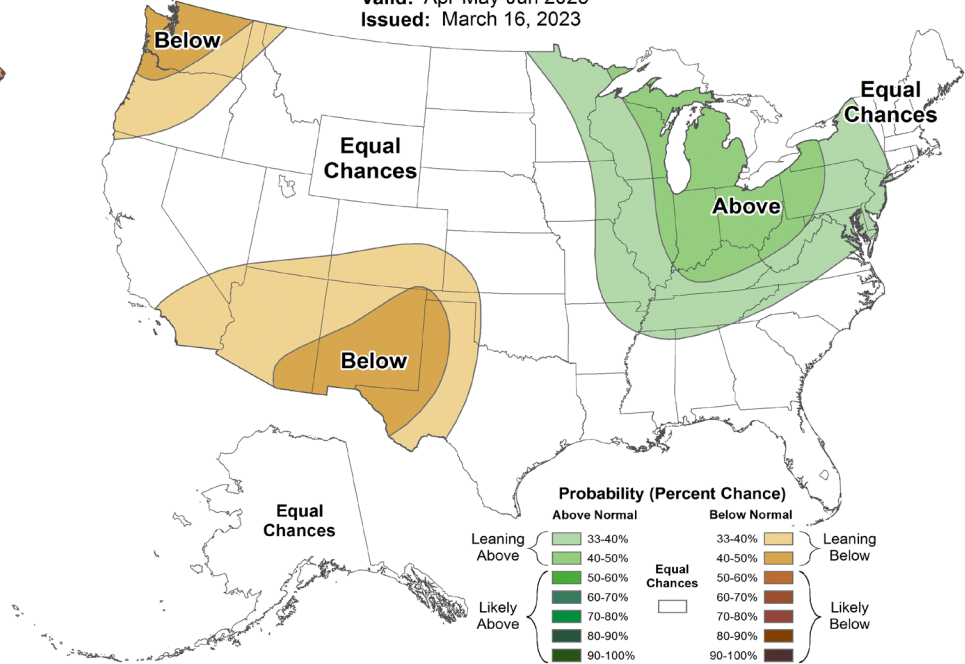 Issued: March 16, 2023
Below
Equal
Chances
Equal
Chances
Above
Below
Equal
Chances
Probability (Percent Chance)
Above Normal
Below Normal
Leaning
Above
33-40%
40-50%
Likely
Above
50-60%
60-70%
70-80%
80-90%
90-100%
Equal
Chances
33-40%
40-50%
Leaning
Below
50-60%
60-70%
70-80%
80-90%
90-100%
Likely
Below